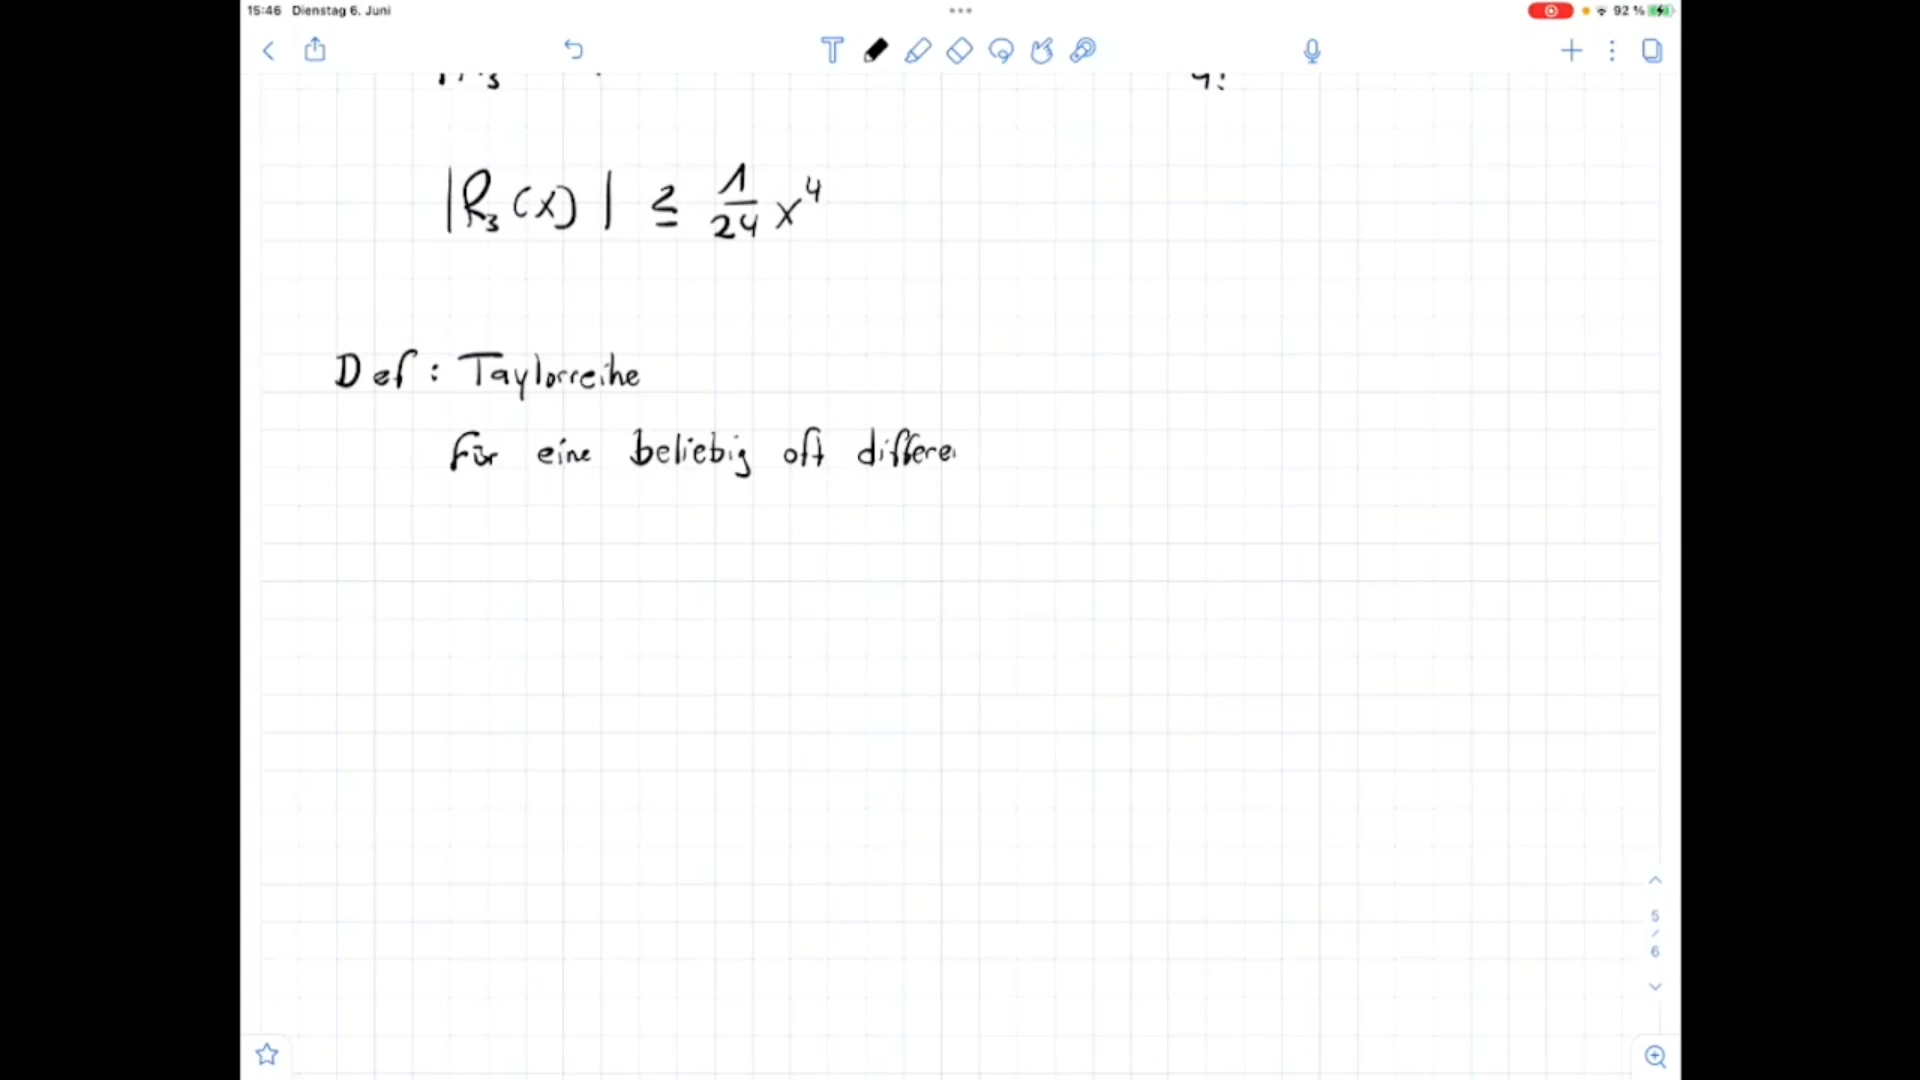 15:46 Dienstag 6. Juni 92 %
4!
|R₃(x)| ≤ 1/24 x⁴
Def: Taylorreihe
Für eine beliebig oft differe
5
/
6